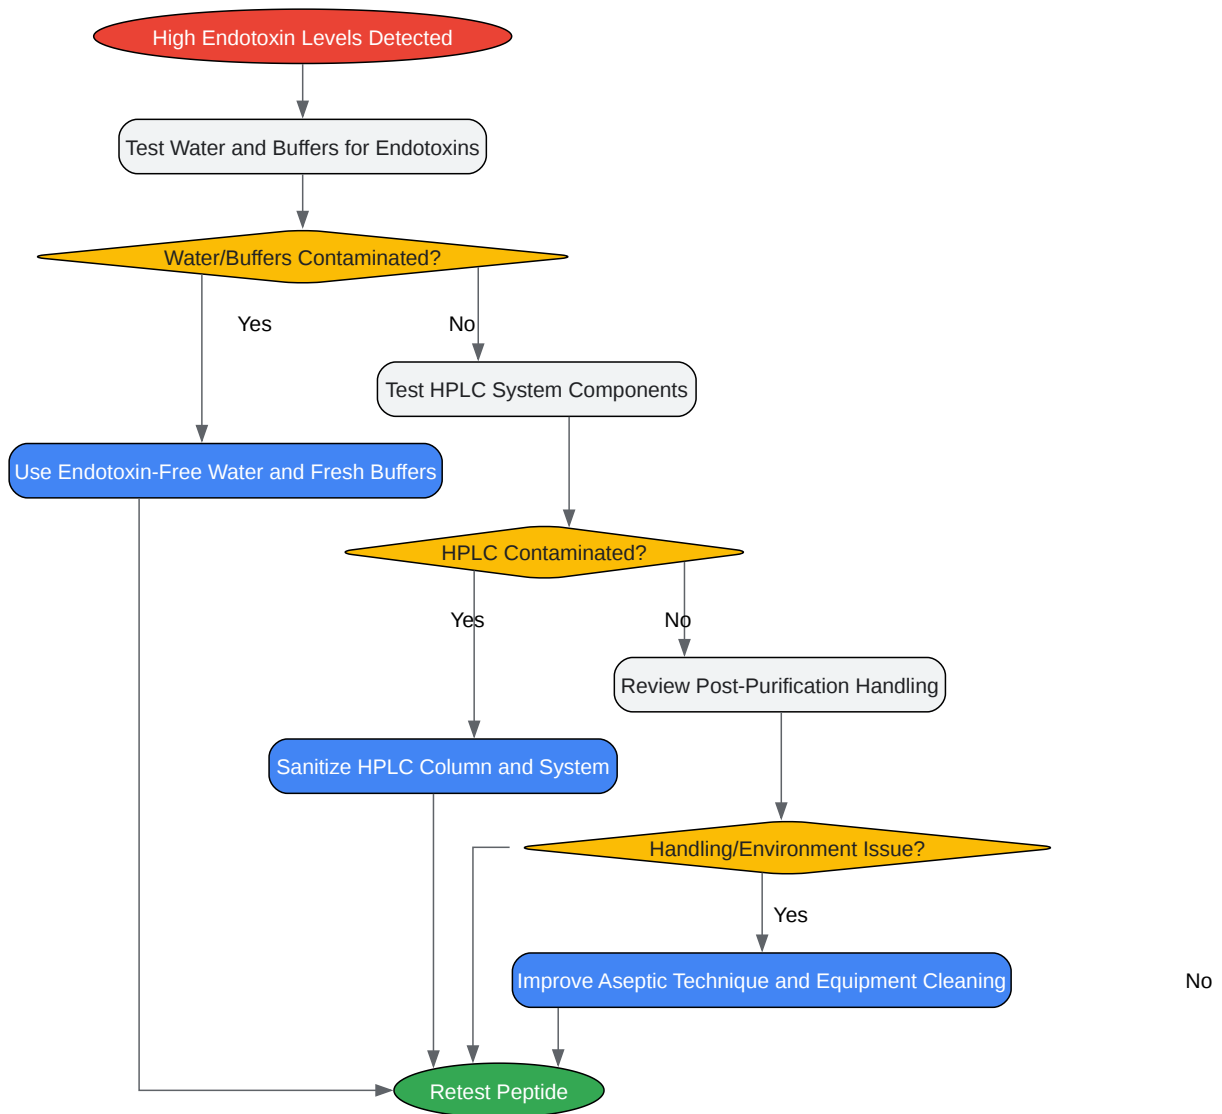 High Endotoxin Levels Detected
Test Water and Buffers for Endotoxins
Water/Buffers Contaminated?
Yes
No
Test HPLC System Components
Use Endotoxin-Free Water and Fresh Buffers
HPLC Contaminated?
Yes
No
Review Post-Purification Handling
Sanitize HPLC Column and System
Handling/Environment Issue?
Yes
Improve Aseptic Technique and Equipment Cleaning
No
Retest Peptide